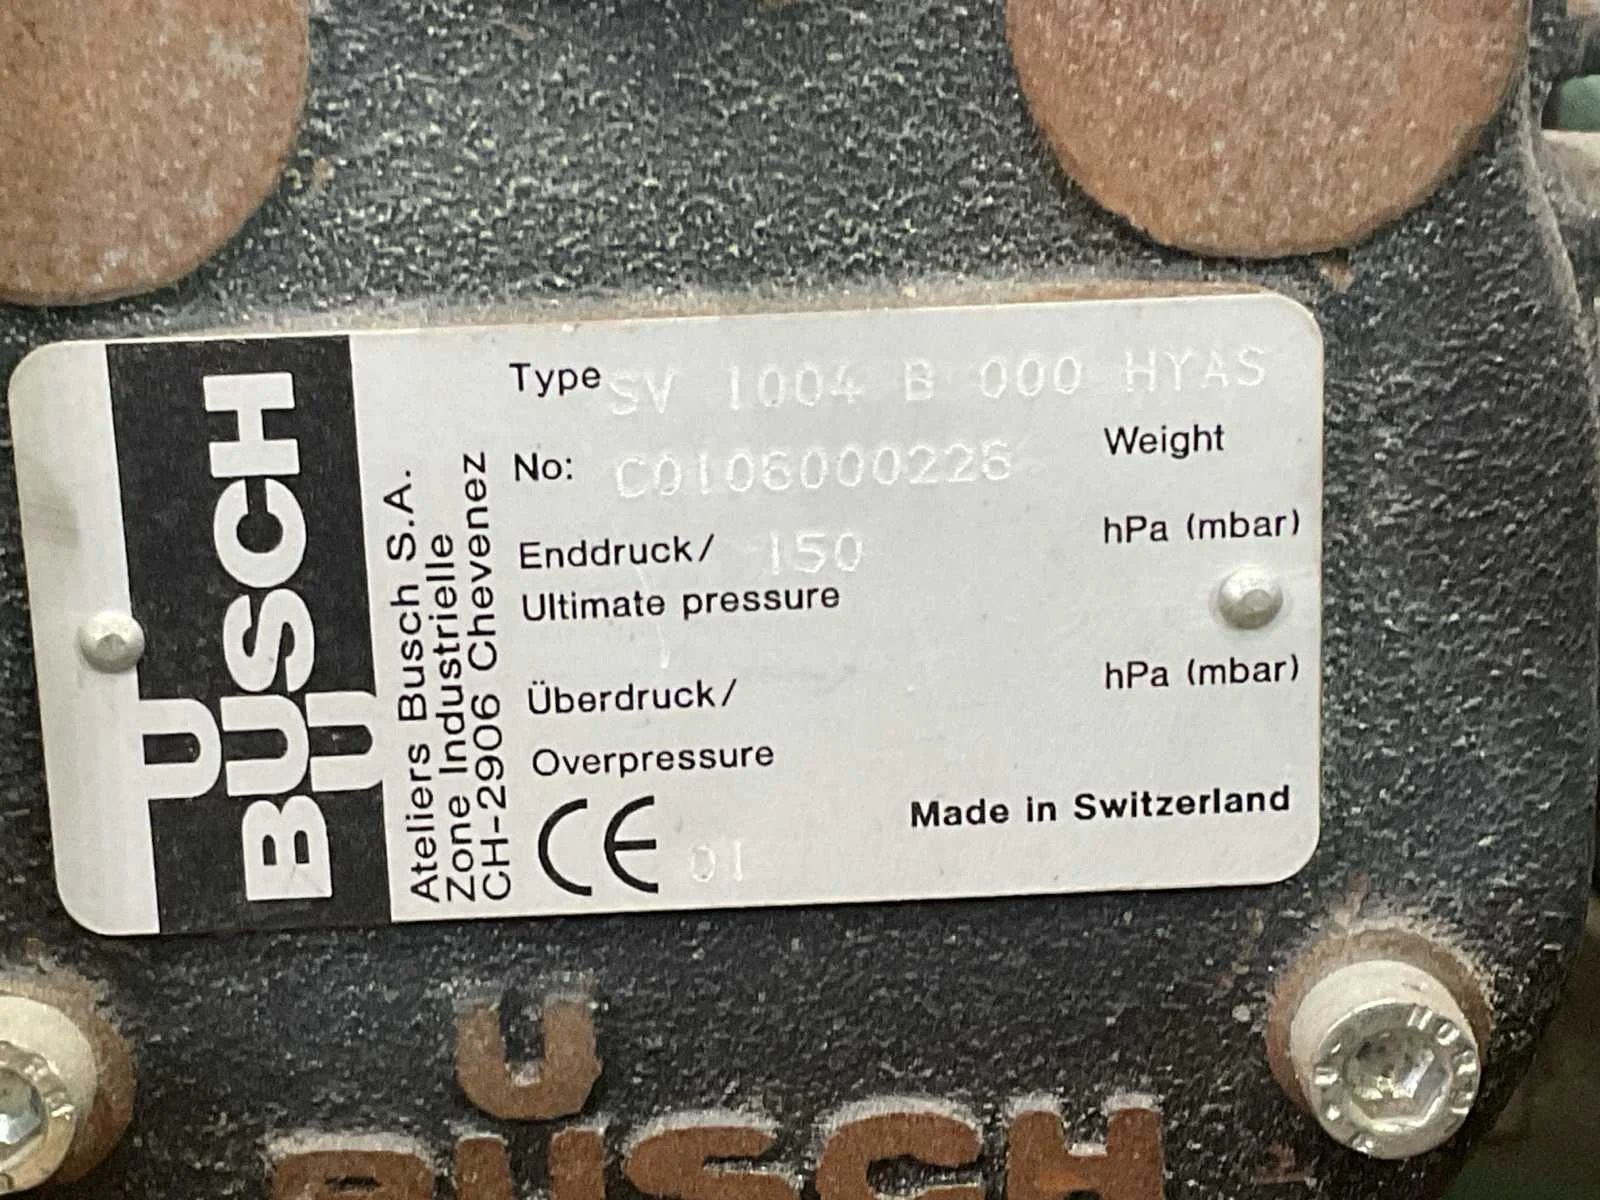 BUSCH
Ateliers Busch S.A.
Zone Industrielle
CH-2906 Chevenez
Type SV 1004 B 000 HYAS
No: C0106000226
Weight
Enddruck/ 150 hPa (mbar)
Ultimate pressure
Überdruck/ hPa (mbar)
Overpressure
CE 01
Made in Switzerland
BUSCH